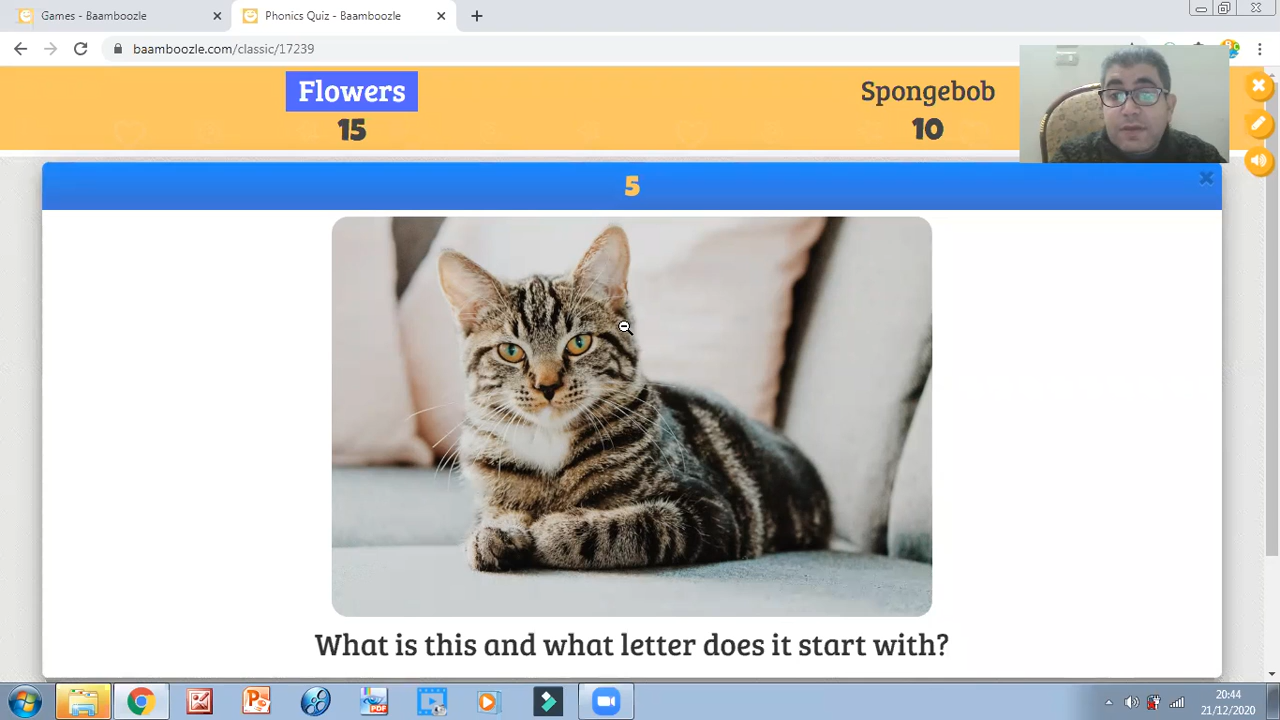 Games - Baamboozle
Phonics Quiz - Baamboozle
baamboozle.com/classic/17239
Flowers
Spongebob
15
10
5
What is this and what letter does it start with?
20:44
21/12/2020